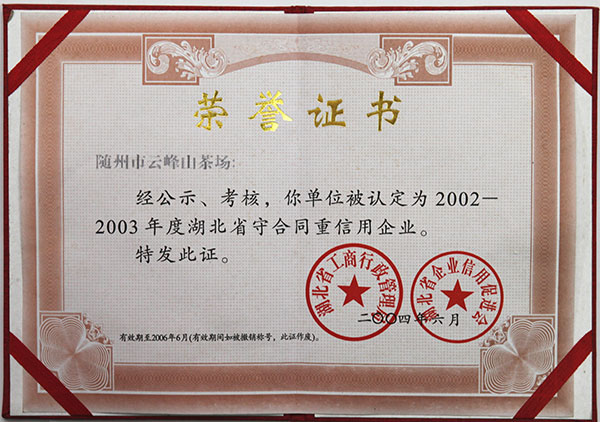 荣誉证书
随州市云峰山茶场:
经公示、考核，你单位被认定为2002—
2003年度湖北省守合同重信用企业。
特发此证。
湖北省工商行政管理局
湖北省企业信用促进会
二〇〇四年六月
有效期至2006年6月(有效期间如被撤销称号，此证作废)。